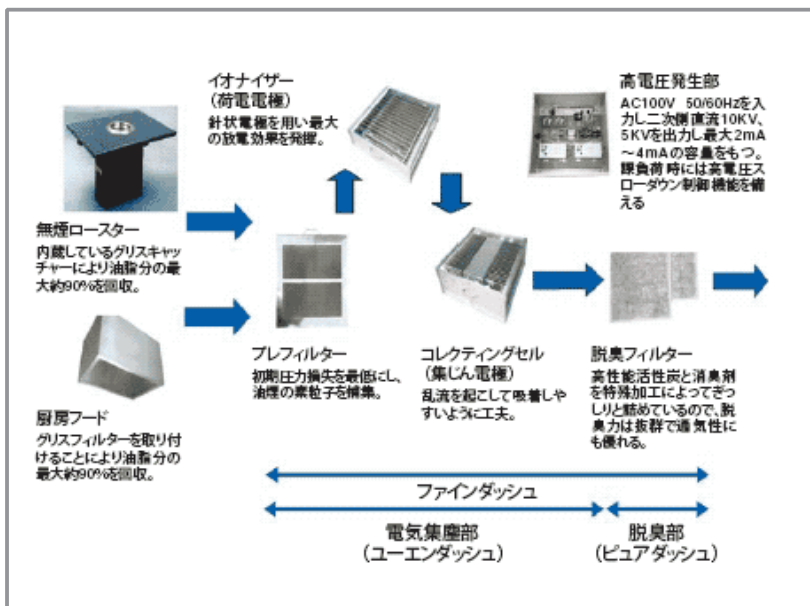 イオナイザー
(荷電電極)
針状電極を用い最大
の放電効果を発揮。
高電圧発生部
AC100V 50/60Hzを入
力し二次側直流10KV、
5KVを出力し最大2mA
～4mAの容量をもつ。
課負荷時には高電圧ス
ローダウン制御機能を備
える
無煙ロースター
内蔵しているグリスキャッ
チャーにより油脂分の最
大約90%を回収。
厨房フード
グリスフィルターを取り付
けることにより油脂分の
最大約90%を回収。
プレフィルター
初期圧力損失を最低にし、
油煙の素粒子を捕集。
コレクティングセル
(集じん電極)
乱流を起こして吸着しや
すいように工夫。
脱臭フィルター
高性能活性炭と消臭剤
を特殊加工によってぎっ
しりと詰めているので、脱
臭力は抜群で通気性に
も優れる。
ファインダッシュ
電気集塵部
(ユーエンダッシュ)
脱臭部
(ピュアダッシュ)